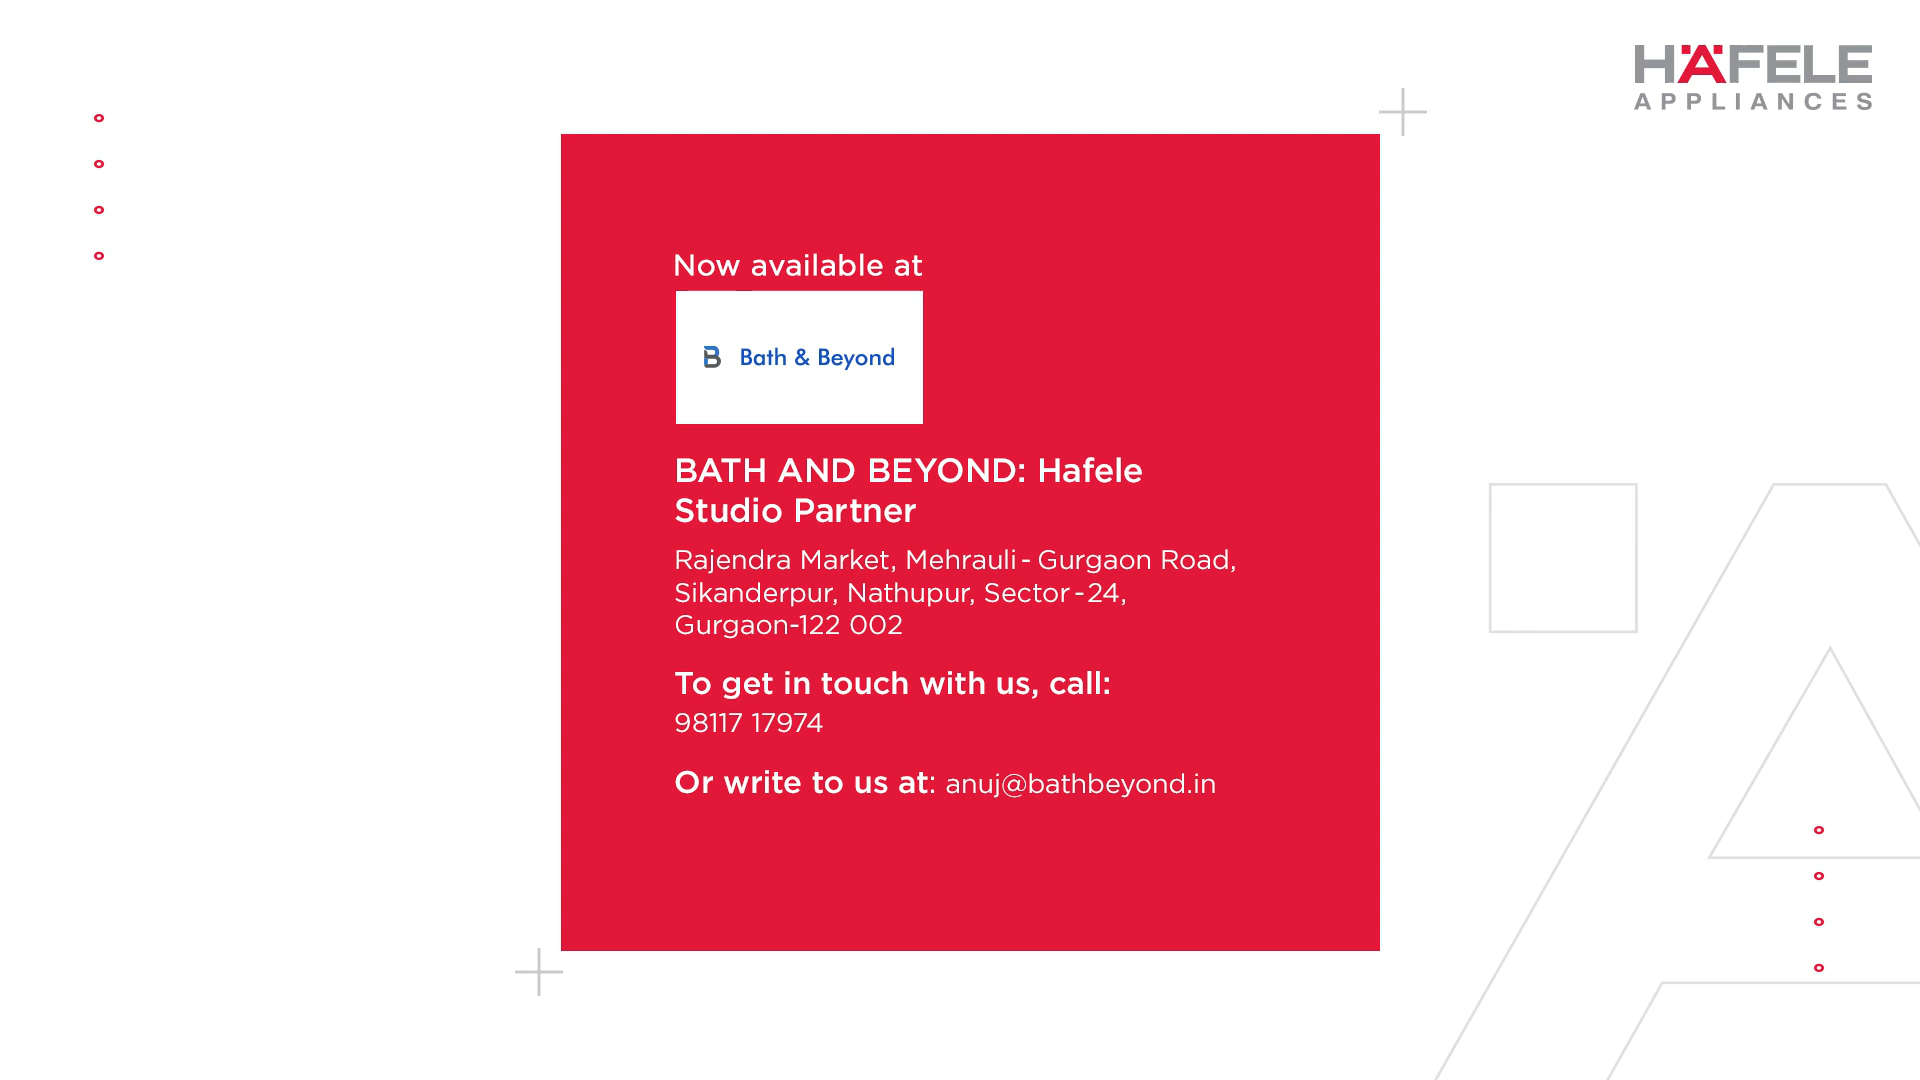 HÄFELE
APPLIANCES
Now available at
B Bath & Beyond
BATH AND BEYOND: Hafele
Studio Partner
Rajendra Market, Mehrauli - Gurgaon Road,
Sikanderpur, Nathupur, Sector - 24,
Gurgaon-122 002
To get in touch with us, call:
98117 17974
Or write to us at: anuj@bathbeyond.in